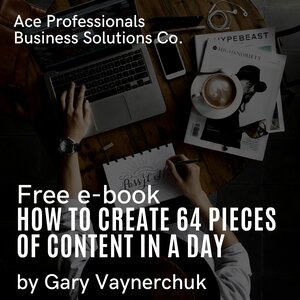 Ace Professionals
Business Solutions Co.
HYPEBEAST
HIGHSNOBIETY
Free e-book
HOW TO CREATE 64 PIECES
OF CONTENT IN A DAY
by Gary Vaynerchuk